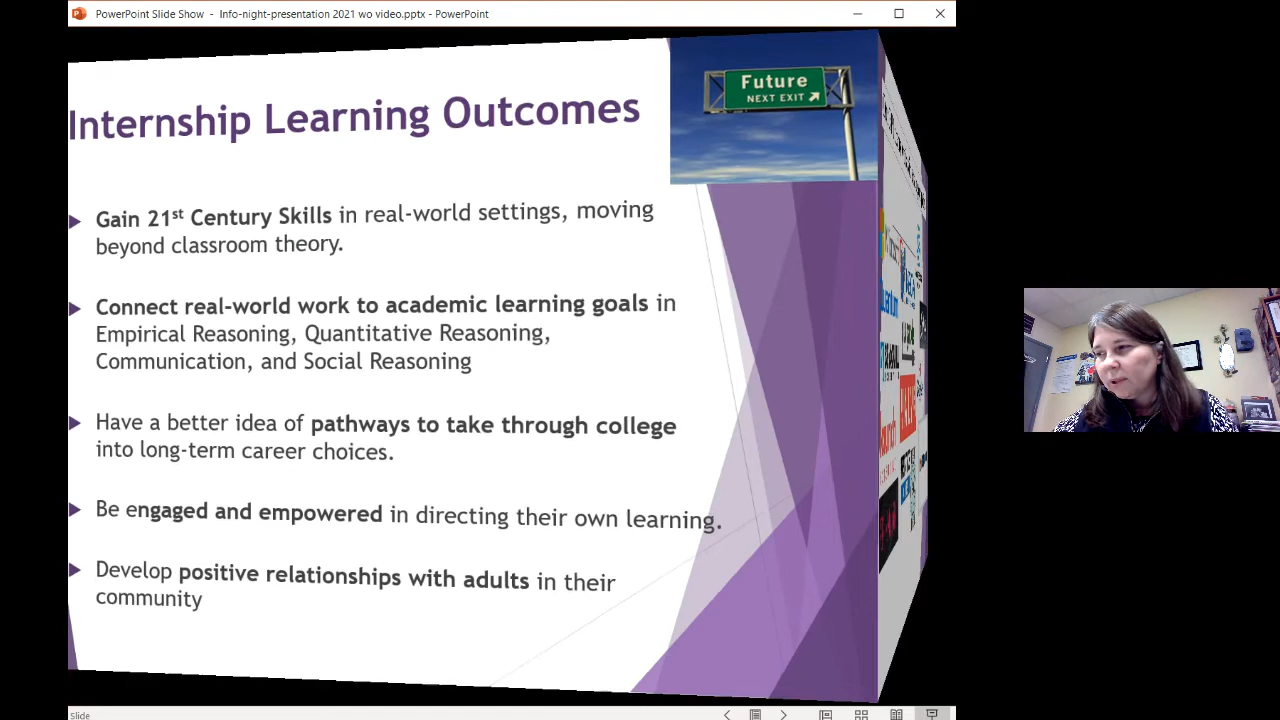 PowerPoint Slide Show - Info-night-presentation 2021 wo video.pptx - PowerPoint
Future
NEXT EXIT
Internship Learning Outcomes
Gain 21st Century Skills in real-world settings, moving
beyond classroom theory.
Connect real-world work to academic learning goals in
Empirical Reasoning, Quantitative Reasoning,
Communication, and Social Reasoning
Have a better idea of pathways to take through college
into long-term career choices.
Be engaged and empowered in directing their own learning.
Develop positive relationships with adults in their
community
Slide